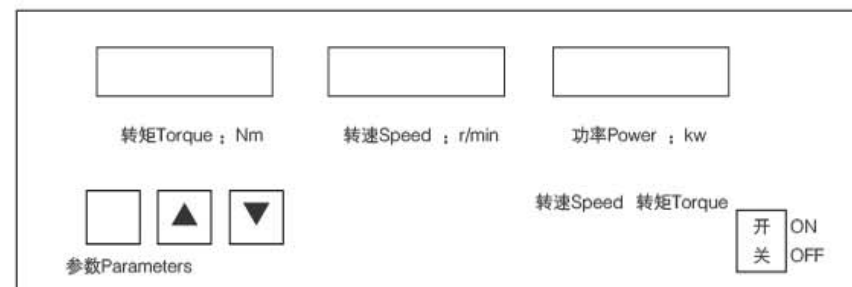 转矩Torque：Nm 转速Speed ：r/min 功率Power ：kw
转速Speed 转矩Torque
开 ON
关 OFF
参数Parameters